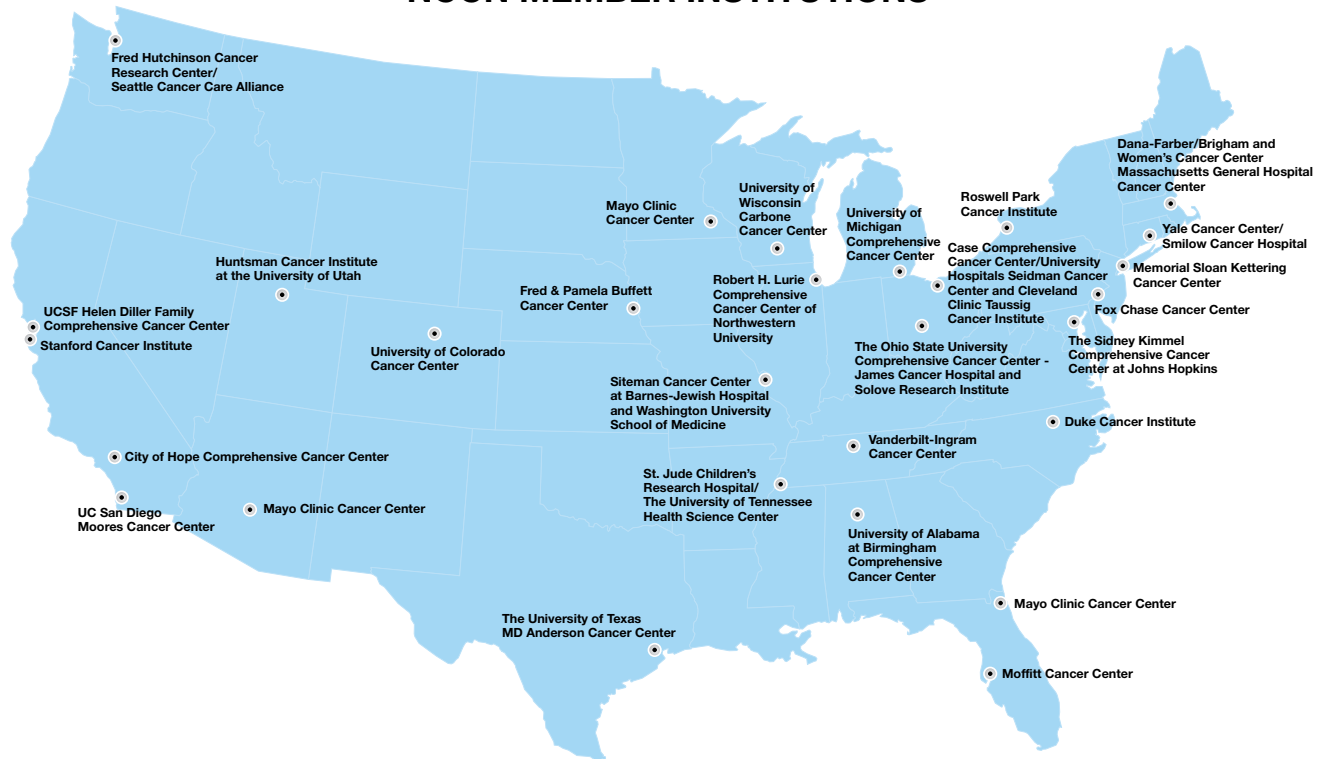 NCCN MEMBER INSTITUTIONS
Fred Hutchinson Cancer
Research Center/
Seattle Cancer Care Alliance
Dana-Farber/Brigham and
Women's Cancer Center
Massachusetts General Hospital
Cancer Center
Mayo Clinic
Cancer Center
University of
Wisconsin
Carbone
Cancer Center
University of
Michigan
Comprehensive
Cancer Center
Roswell Park
Cancer Institute
Yale Cancer Center/
Smilow Cancer Hospital
Case Comprehensive
Cancer Center/University
Hospitals Seidman Cancer
Center and Cleveland
Clinic Taussig
Cancer Institute
Memorial Sloan Kettering
Cancer Center
Huntsman Cancer Institute
at the University of Utah
Fred & Pamela Buffett
Cancer Center
Robert H. Lurie
Comprehensive
Cancer Center of
Northwestern
University
Fox Chase Cancer Center
UCSF Helen Diller Family
Comprehensive Cancer Center
Stanford Cancer Institute
University of Colorado
Cancer Center
The Ohio State University
Comprehensive Cancer Center -
James Cancer Hospital and
Solove Research Institute
The Sidney Kimmel
Comprehensive Cancer
Center at Johns Hopkins
Siteman Cancer Center
at Barnes-Jewish Hospital
and Washington University
School of Medicine
Duke Cancer Institute
Vanderbilt-Ingram
Cancer Center
City of Hope Comprehensive Cancer Center
St. Jude Children's
Research Hospital/
The University of Tennessee
Health Science Center
UC San Diego
Moores Cancer Center
Mayo Clinic Cancer Center
University of Alabama
at Birmingham
Comprehensive
Cancer Center
Mayo Clinic Cancer Center
The University of Texas
MD Anderson Cancer Center
Moffitt Cancer Center